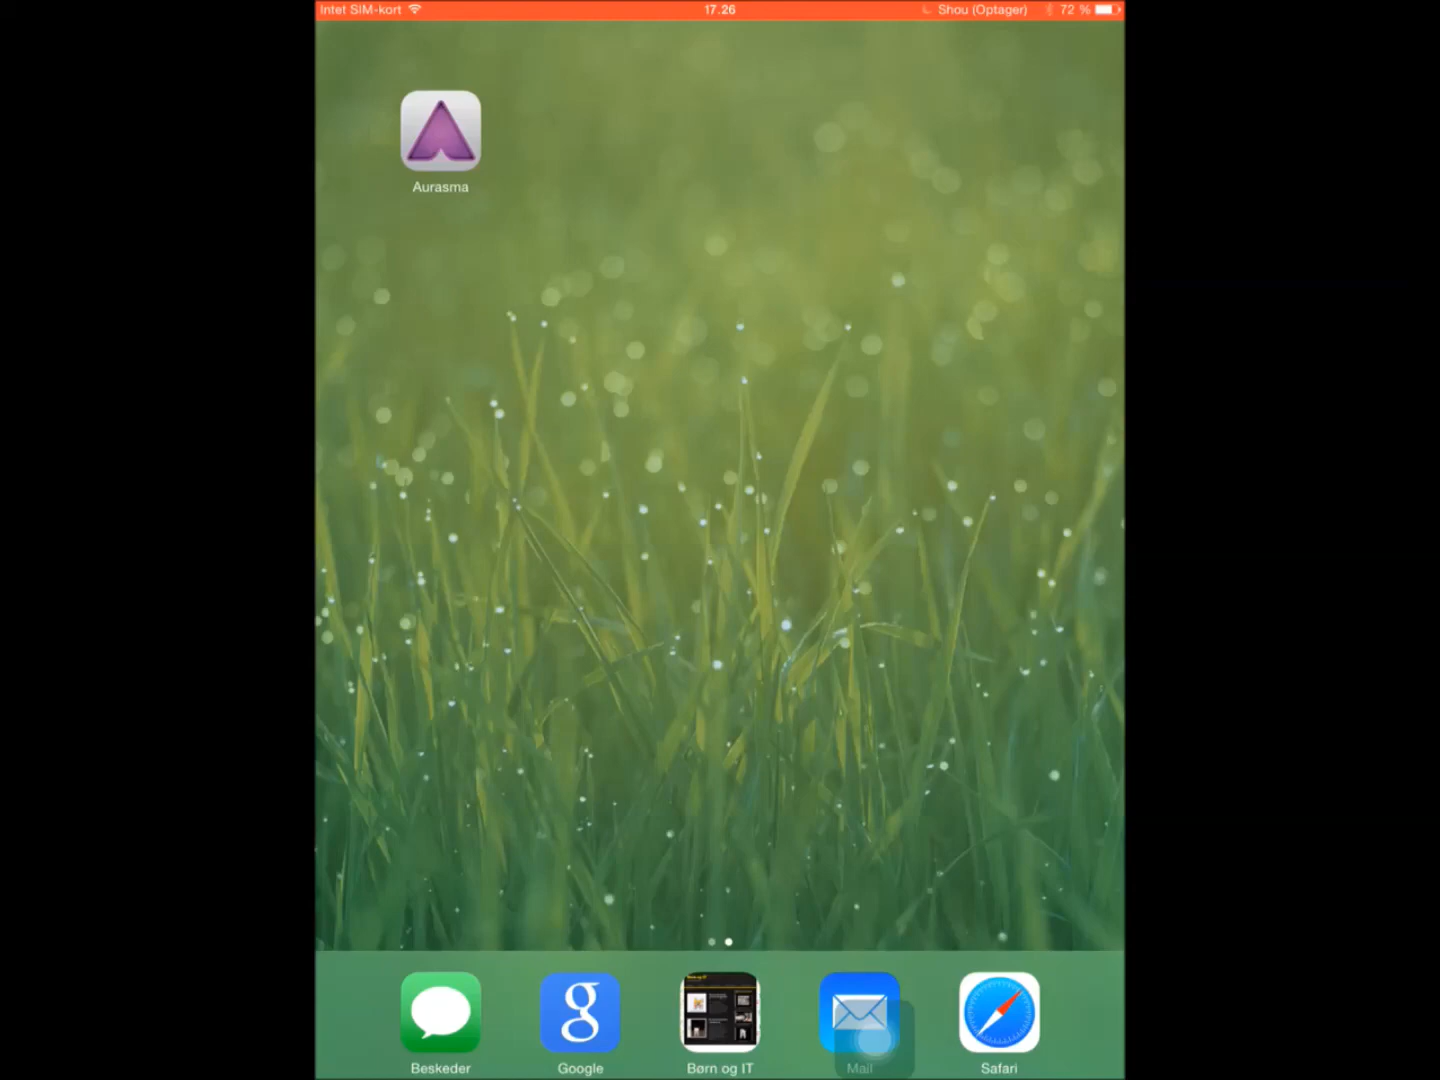 Intet SIM-kort 17.26 Shou (Optager) 72 %
Aurasma
Beskeder Google Børn og IT Mail Safari